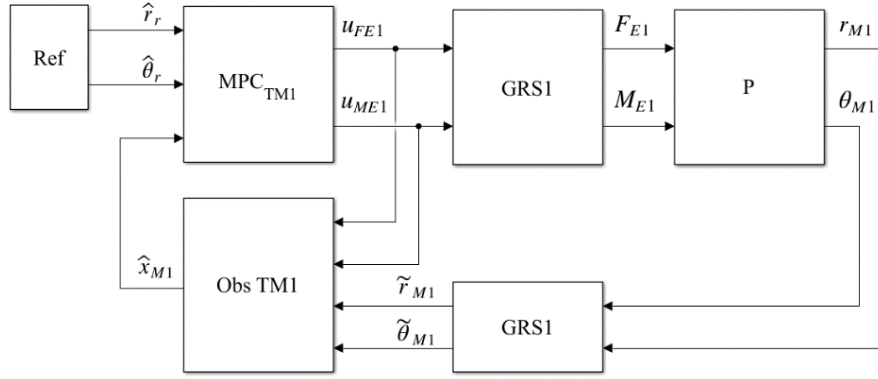 r̂_r
u_FE1
F_E1
r_M1
Ref
θ̂_r
MPC_TM1
u_ME1
GRS1
M_E1
P
θ_M1
x̂_M1
Obs TM1
r̃_M1
θ̃_M1
GRS1